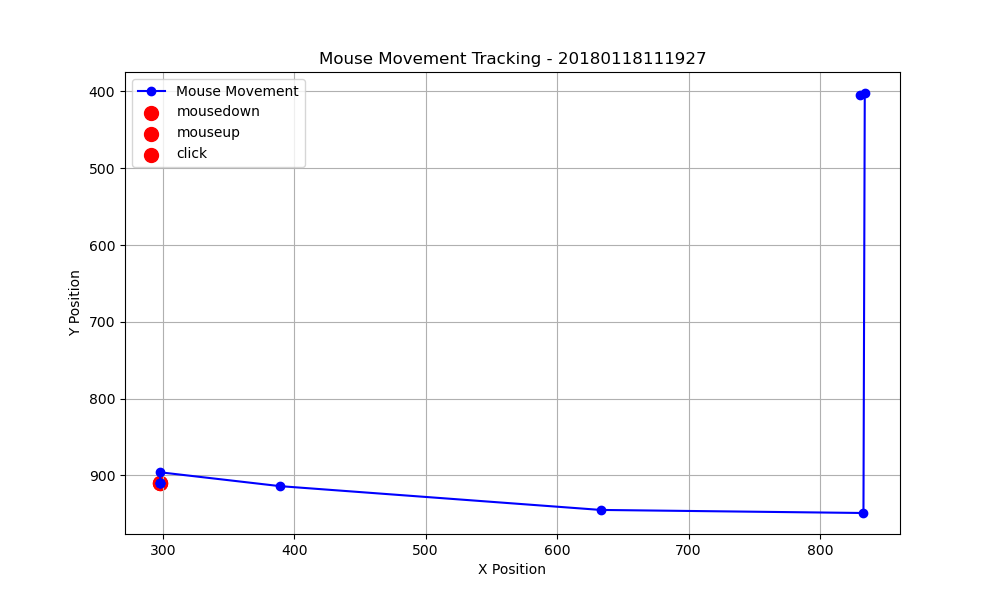 Mouse Movement Tracking - 20180118111927
Mouse Movement
mousedown
mouseup
click
400
500
600
700
800
900
Y Position
300 400 500 600 700 800
X Position